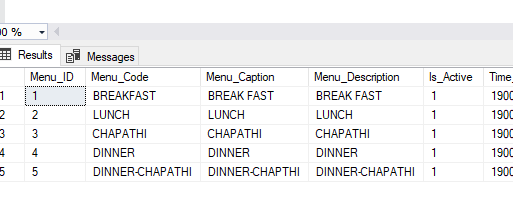 00 %
Results Messages
Menu_ID Menu_Code Menu_Caption Menu_Description Is_Active Time_
1 1 BREAKFAST BREAK FAST BREAK FAST 1 1900
2 2 LUNCH LUNCH LUNCH 1 1900
3 3 CHAPATHI CHAPATHI CHAPATHI 1 1900
4 4 DINNER DINNER DINNER 1 1900
5 5 DINNER-CHAPATHI DINNER-CHAPTHI DINNER-CHAPATHI 1 1900